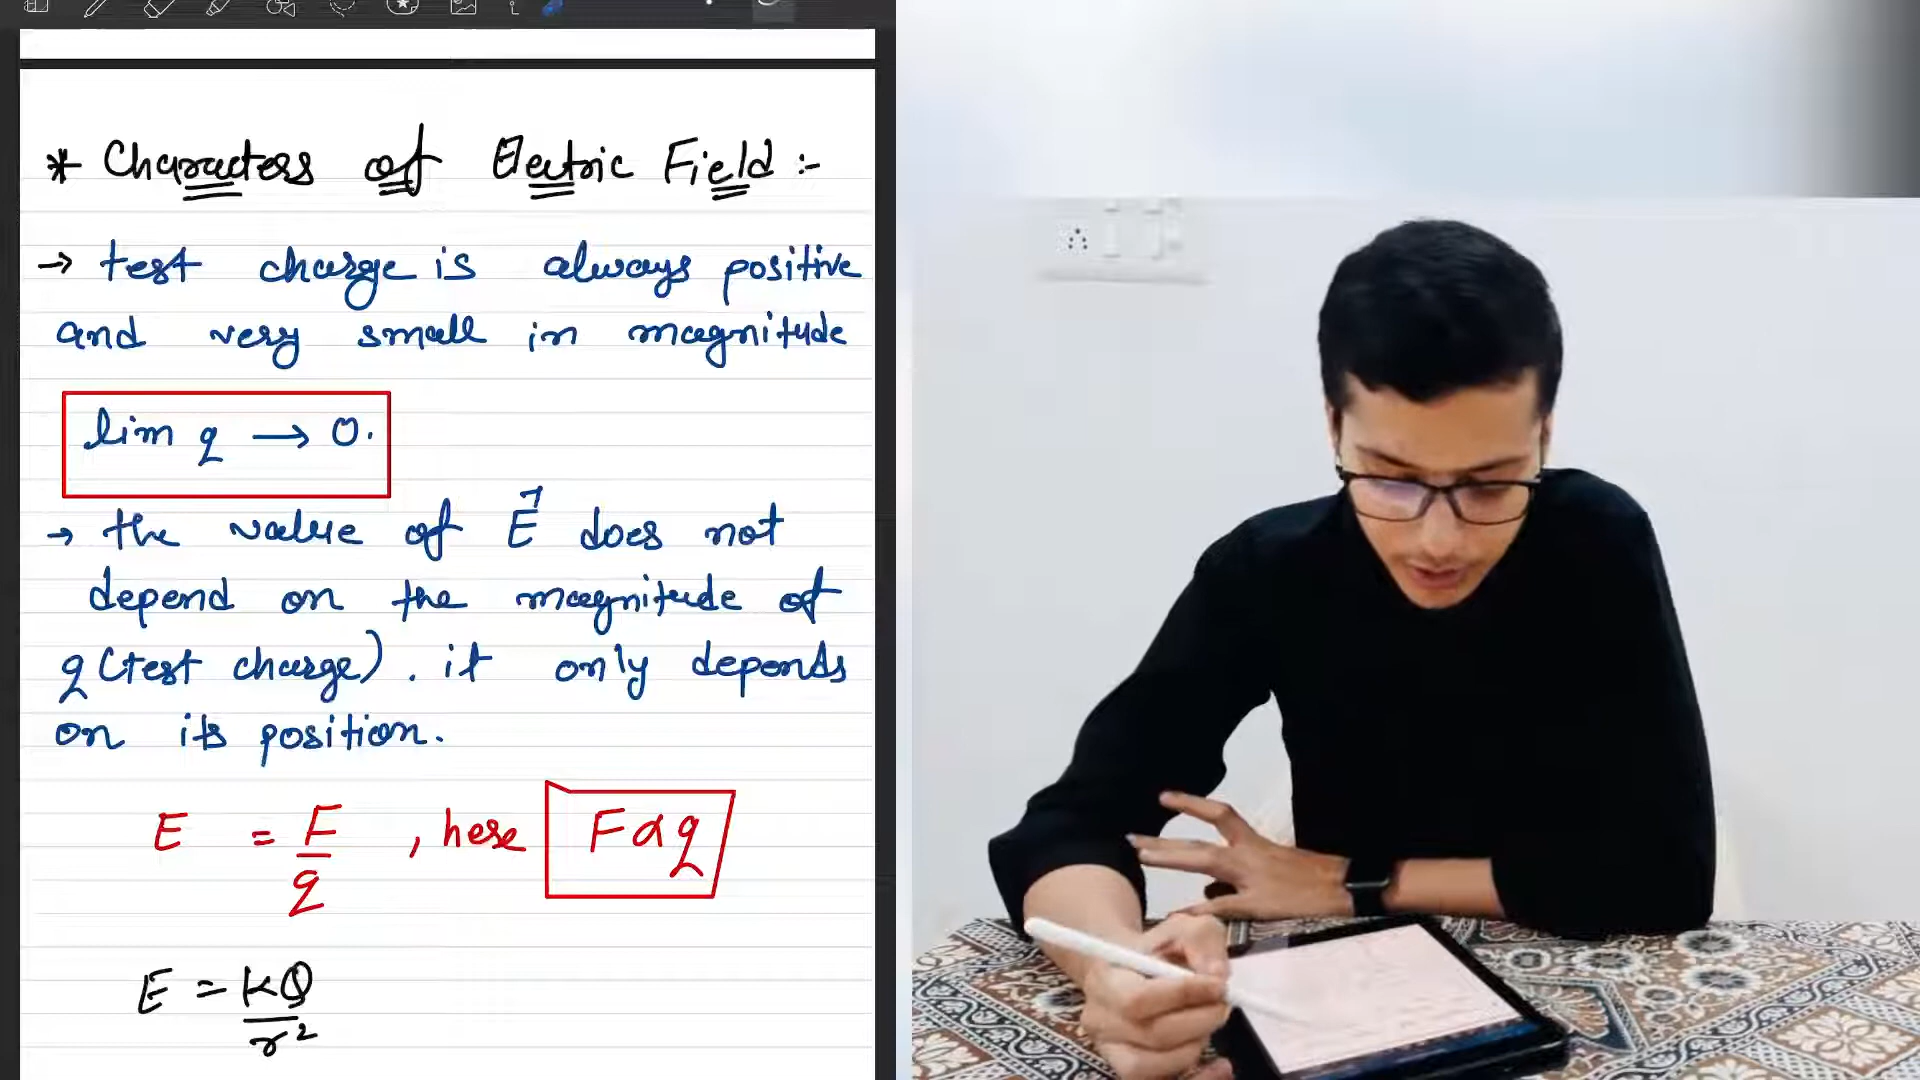 * Characters of Electric Field :-
→ test charge is always positive
and very small in magnitude
lim q → 0.
→ the value of E⃗ does not
depend on the magnitude of
q (test charge). it only depends
on its position.
E = F/q , here F α q
E = KQ/r²